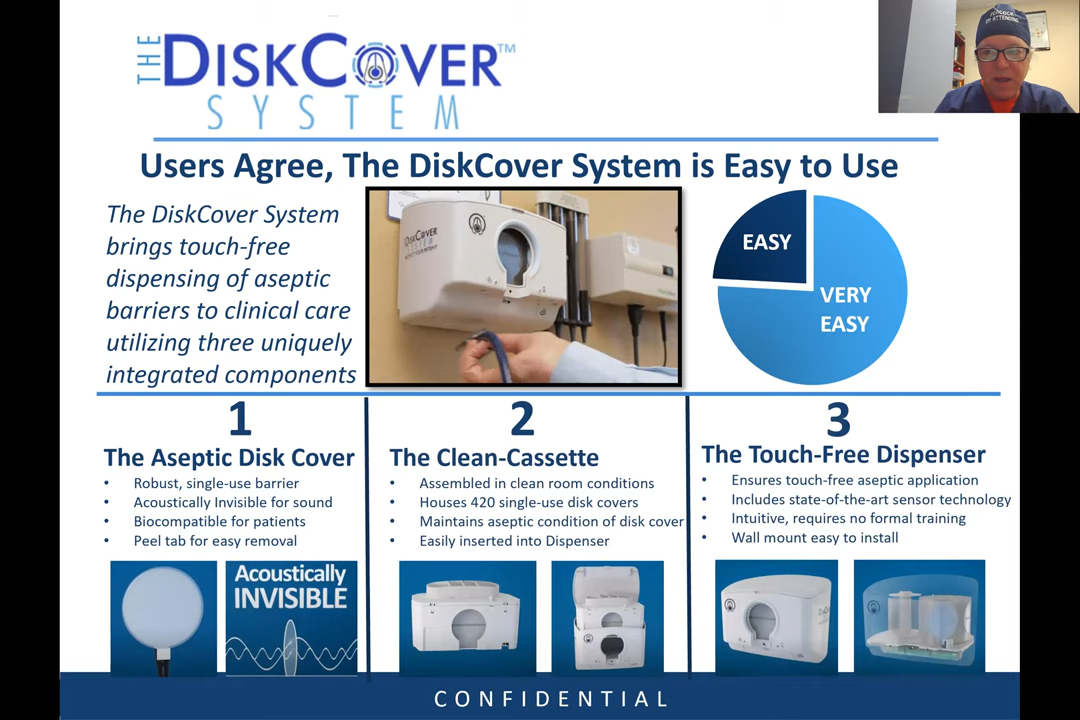 THE DISKCOVER™
SYSTEM
DR ATTENDING
Users Agree, The DiskCover System is Easy to Use
The DiskCover System
brings touch-free
dispensing of aseptic
barriers to clinical care
utilizing three uniquely
integrated components
DISKCOVER
SYSTEM
EASY
VERY
EASY
1
The Aseptic Disk Cover
• Robust, single-use barrier
• Acoustically Invisible for sound
• Biocompatible for patients
• Peel tab for easy removal
Acoustically
INVISIBLE
2
The Clean-Cassette
• Assembled in clean room conditions
• Houses 420 single-use disk covers
• Maintains aseptic condition of disk cover
• Easily inserted into Dispenser
3
The Touch-Free Dispenser
• Ensures touch-free aseptic application
• Includes state-of-the-art sensor technology
• Intuitive, requires no formal training
• Wall mount easy to install
CONFIDENTIAL